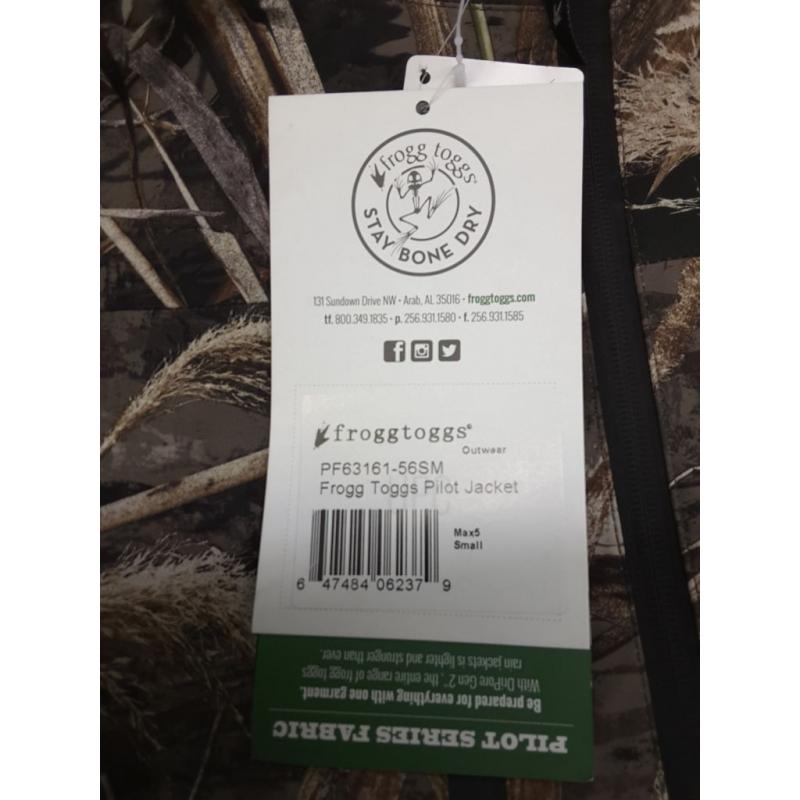 frogg toggs®
STAY BONE DRY
131 Sundown Drive NW • Arab, AL 35016 • froggtoggs.com
tf. 800.349.1835 • p. 256.931.1580 • f. 256.931.1585
froggtoggs®
Outwear
PF63161-56SM
Frogg Toggs Pilot Jacket
Max5
Small
6 47484 06237 9
PILOT SERIES FABRIC
Be prepared for everything with one garment.
With DriPore Gen 2™, the entire range of frogg toggs
rain jackets is lighter and stronger than ever.